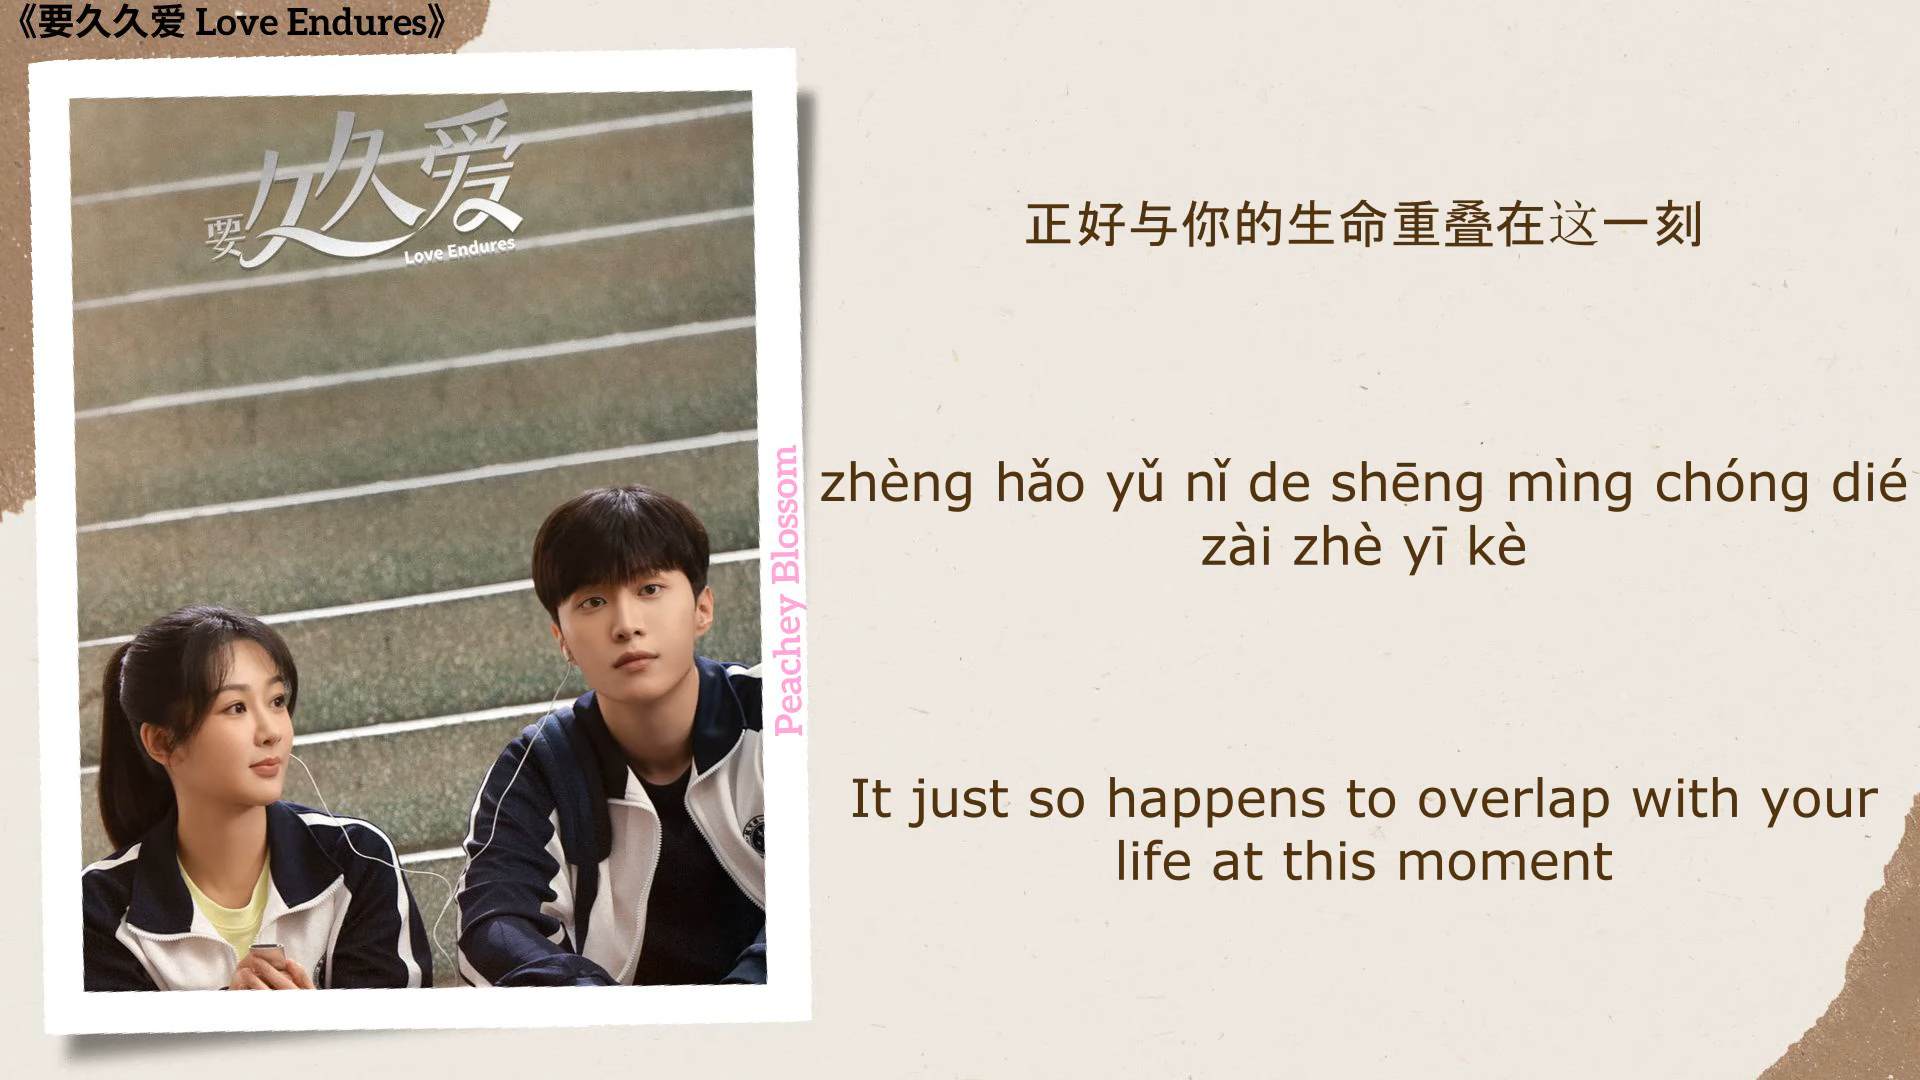 《要久久爱 Love Endures》
要久久爱
Love Endures
Peachey Blossom
正好与你的生命重叠在这一刻
zhèng hǎo yǔ nǐ de shēng mìng chóng dié
zài zhè yī kè
It just so happens to overlap with your
life at this moment